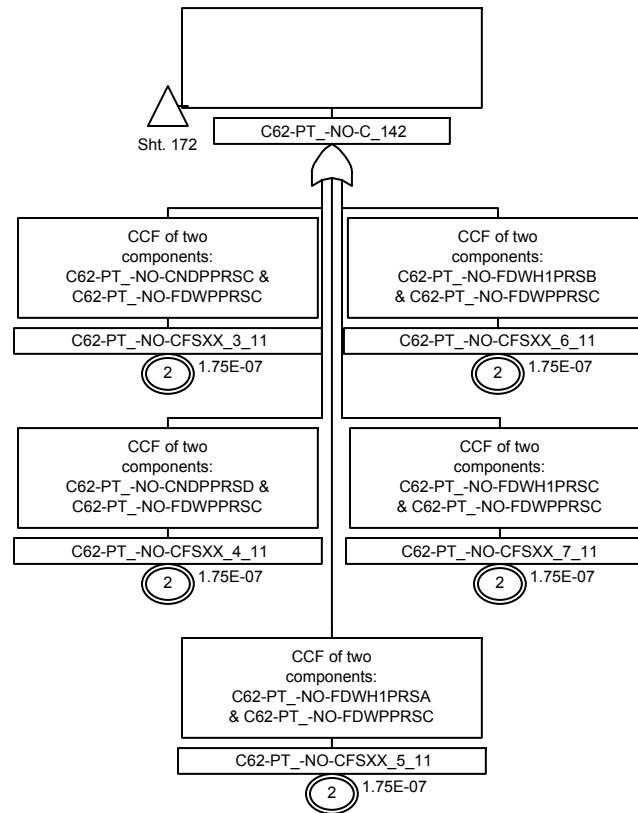 C62-PT_-NO-C_142
Sht. 172
CCF of two
components:
C62-PT_-NO-CNDPPRSC &
C62-PT_-NO-FDWPPRSC
C62-PT_-NO-CFSXX_3_11
2
1.75E-07
CCF of two
components:
C62-PT_-NO-FDWH1PRSB
& C62-PT_-NO-FDWPPRSC
C62-PT_-NO-CFSXX_6_11
2
1.75E-07
CCF of two
components:
C62-PT_-NO-CNDPPRSD &
C62-PT_-NO-FDWPPRSC
C62-PT_-NO-CFSXX_4_11
2
1.75E-07
CCF of two
components:
C62-PT_-NO-FDWH1PRSC
& C62-PT_-NO-FDWPPRSC
C62-PT_-NO-CFSXX_7_11
2
1.75E-07
CCF of two
components:
C62-PT_-NO-FDWH1PRSA
& C62-PT_-NO-FDWPPRSC
C62-PT_-NO-CFSXX_5_11
2
1.75E-07